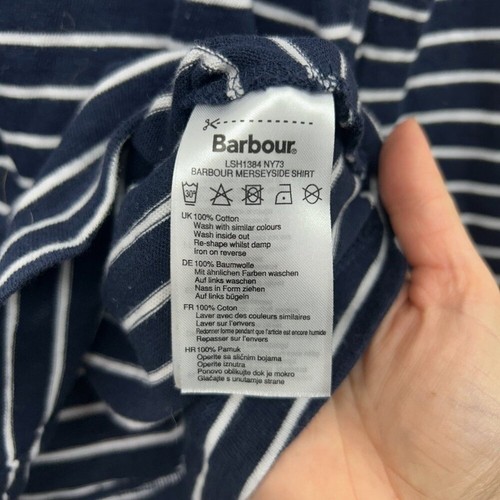 Barbour®
LSH1384 NY73
BARBOUR MERSEYSIDE SHIRT
30°
UK 100% Cotton
Wash with similar colours
Wash inside out
Re-shape whilst damp
Iron on reverse
DE 100% Baumwolle
Mit ähnlichen Farben waschen
Auf links waschen
Nass in Form ziehen
Auf links bügeln
FR 100% Coton
Laver avec des couleurs similaires
Laver sur l'envers
Redonner forme pendant que l'article est encore humide
Repasser sur l'envers
HR 100% Pamuk
Operite sa sličnim bojama
Operite iznutra
Ponovo oblikujte dok je mokro
Glačajte s unutarnje strane